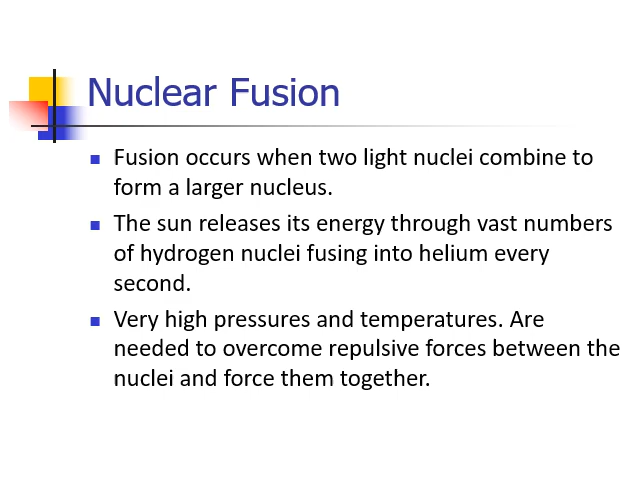 Nuclear Fusion
Fusion occurs when two light nuclei combine to
form a larger nucleus.
The sun releases its energy through vast numbers
of hydrogen nuclei fusing into helium every
second.
Very high pressures and temperatures. Are
needed to overcome repulsive forces between the
nuclei and force them together.